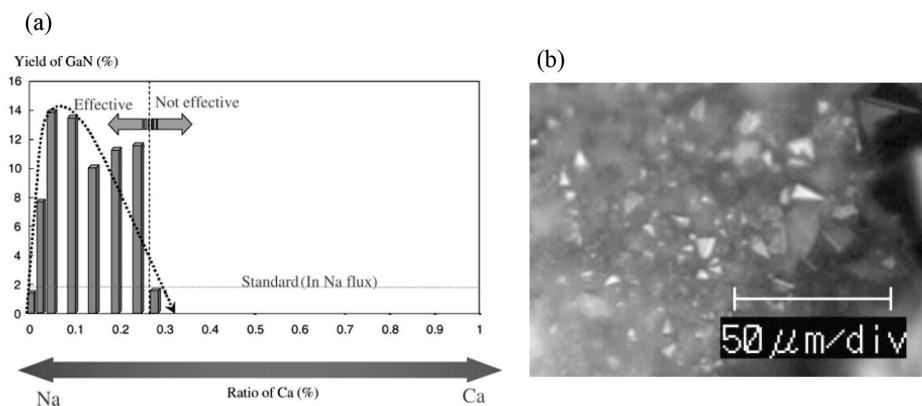 (a)
Yield of GaN (%)
16
14
12
10
8
6
4
2
0
Effective
Not effective
Standard (In Na flux)
0 0.1 0.2 0.3 0.4 0.5 0.6 0.7 0.8 0.9 1
Na
Ratio of Ca (%)
Ca
(b)
50μm/div